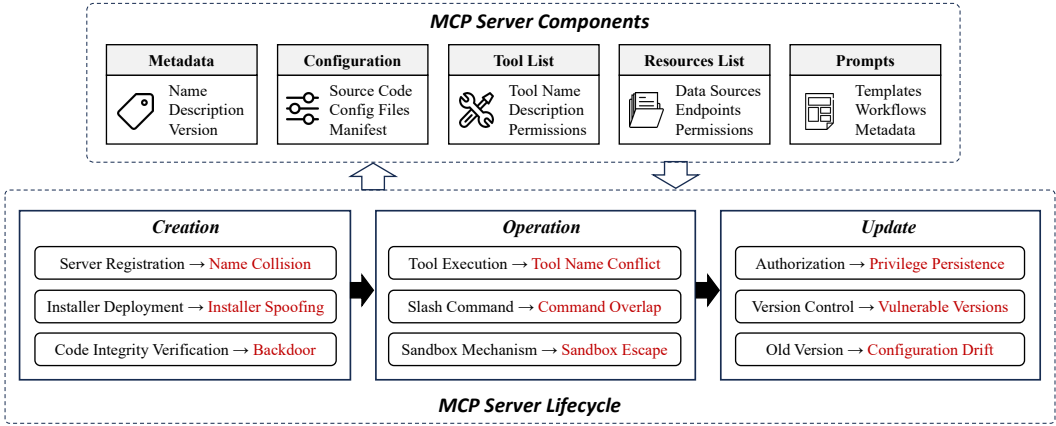 MCP Server Components
Metadata
Name
Description
Version
Configuration
Source Code
Config Files
Manifest
Tool List
Tool Name
Description
Permissions
Resources List
Data Sources
Endpoints
Permissions
Prompts
Templates
Workflows
Metadata
Creation
Server Registration → Name Collision
Installer Deployment → Installer Spoofing
Code Integrity Verification → Backdoor
Operation
Tool Execution → Tool Name Conflict
Slash Command → Command Overlap
Sandbox Mechanism → Sandbox Escape
Update
Authorization → Privilege Persistence
Version Control → Vulnerable Versions
Old Version → Configuration Drift
MCP Server Lifecycle